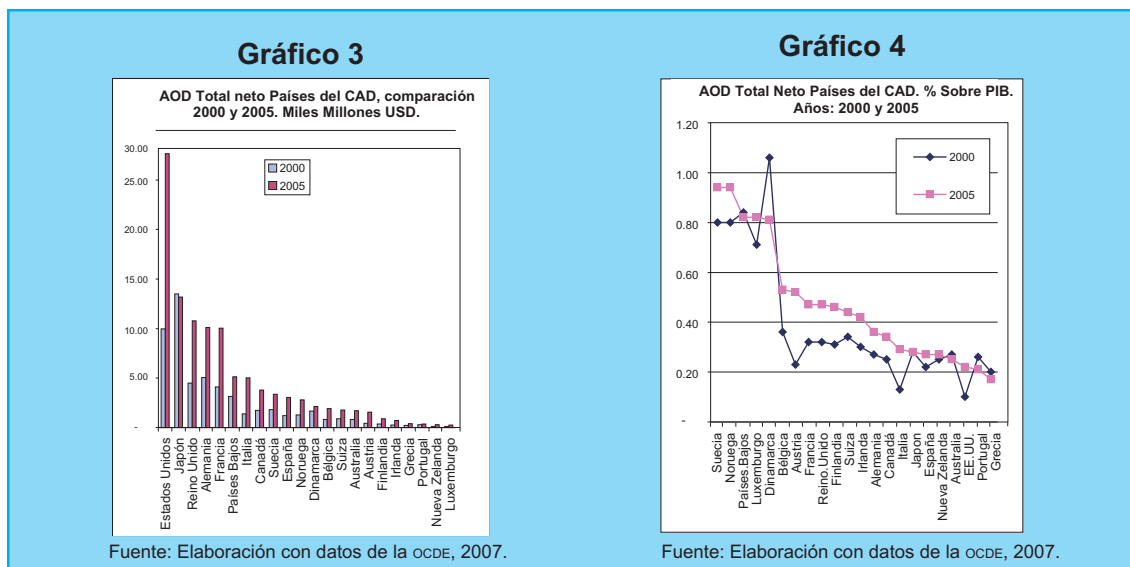 Gráfico 3
AOD Total neto Países del CAD, comparación
2000 y 2005. Miles Millones USD.
30.00
25.00
15.00
10.00
5.00
-
2000
2005
Estados Unidos
Japón
Reino Unido
Alemania
Francia
Países Bajos
Italia
Canadá
Suecia
España
Noruega
Dinamarca
Bélgica
Suiza
Australia
Austria
Finlandia
Irlanda
Grecia
Portugal
Nueva Zelanda
Luxemburgo
Fuente: Elaboración con datos de la OCDE, 2007.
Gráfico 4
AOD Total Neto Países del CAD. % Sobre PIB.
Años: 2000 y 2005
1.20
1.00
0.80
0.60
0.40
0.20
2000
2005
Suecia
Noruega
Países.Bajos
Luxemburgo
Dinamarca
Bélgica
Austria
Francia
Reino.Unido
Finlandia
Suiza
Irlanda
Alemania
Canadá
Italia
Japon
España
Nueva Zelanda
Australia
EE.UU.
Portugal
Grecia
Fuente: Elaboración con datos de la OCDE, 2007.